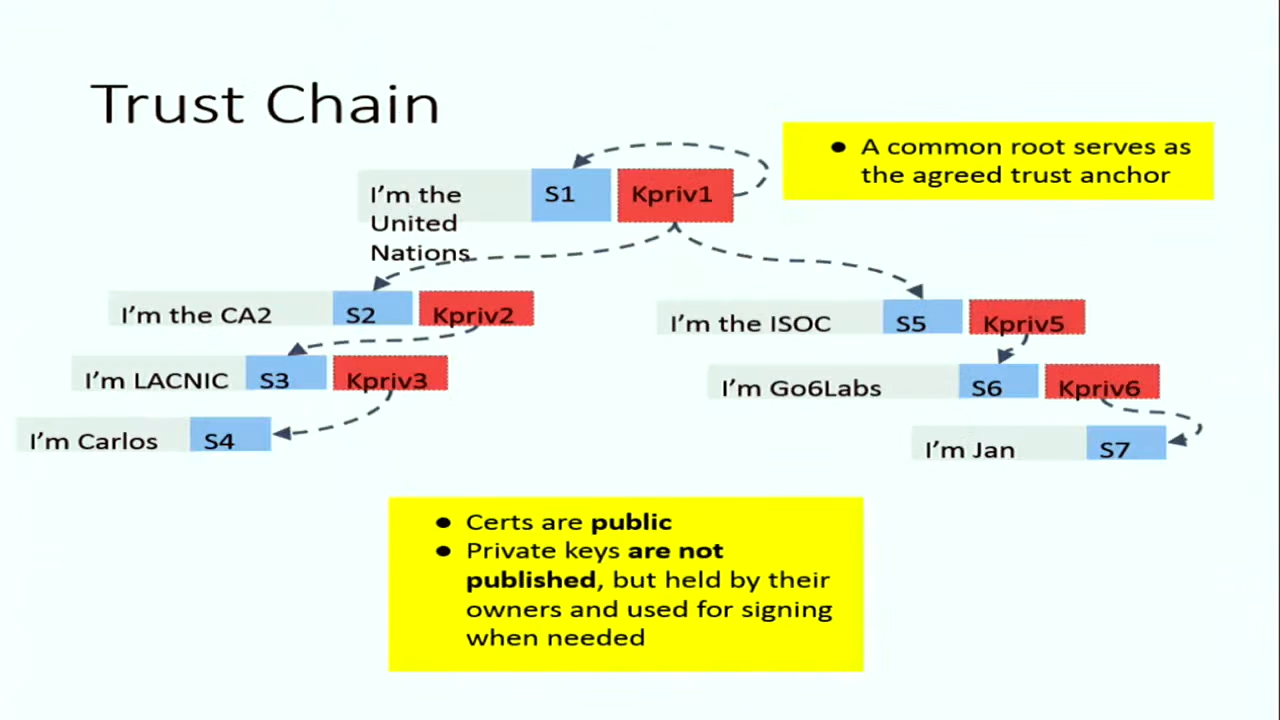 Trust Chain
● A common root serves as
the agreed trust anchor
I'm the
United
Nations
S1
Kpriv1
I'm the CA2
S2
Kpriv2
I'm the ISOC
S5
Kpriv5
I'm LACNIC
S3
Kpriv3
I'm Go6Labs
S6
Kpriv6
I'm Carlos
S4
I'm Jan
S7
● Certs are public
● Private keys are not
published, but held by their
owners and used for signing
when needed